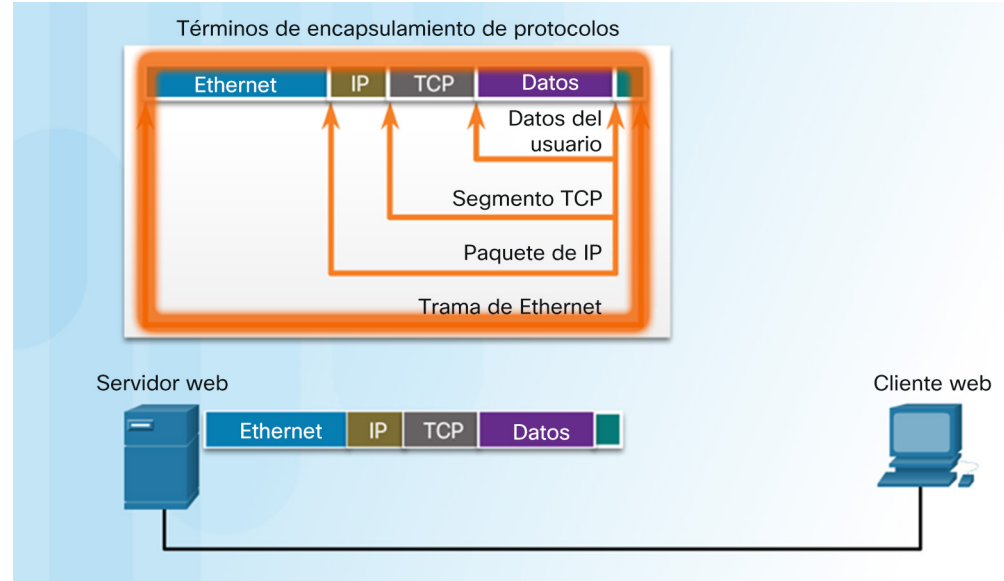 Términos de encapsulamiento de protocolos
Ethernet IP TCP Datos
Datos del
usuario
Segmento TCP
Paquete de IP
Trama de Ethernet
Servidor web
Cliente web
Ethernet IP TCP Datos